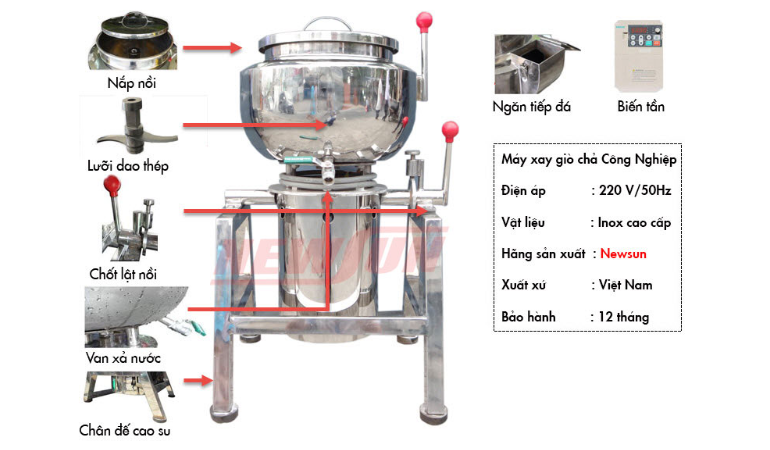 Nắp nồi
Lưỡi dao thép
Chốt lật nồi
Van xả nước
Chân đế cao su
NEWSUN
Ngăn tiếp đá
Biến tần
Máy xay giò chả Công Nghiệp
Điện áp : 220 V/50Hz
Vật liệu : Inox cao cấp
Hãng sản xuất : Newsun
Xuất xứ : Việt Nam
Bảo hành : 12 tháng